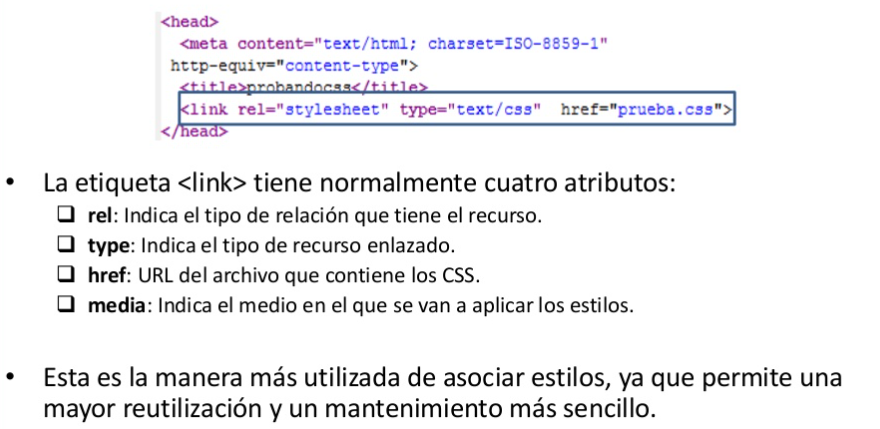 <head>
<meta content="text/html; charset=ISO-8859-1"
http-equiv="content-type">
<title>probandocss</title>
<link rel="stylesheet" type="text/css" href="prueba.css">
</head>
• La etiqueta <link> tiene normalmente cuatro atributos:
❑ rel: Indica el tipo de relación que tiene el recurso.
❑ type: Indica el tipo de recurso enlazado.
❑ href: URL del archivo que contiene los CSS.
❑ media: Indica el medio en el que se van a aplicar los estilos.
• Esta es la manera más utilizada de asociar estilos, ya que permite una
mayor reutilización y un mantenimiento más sencillo.